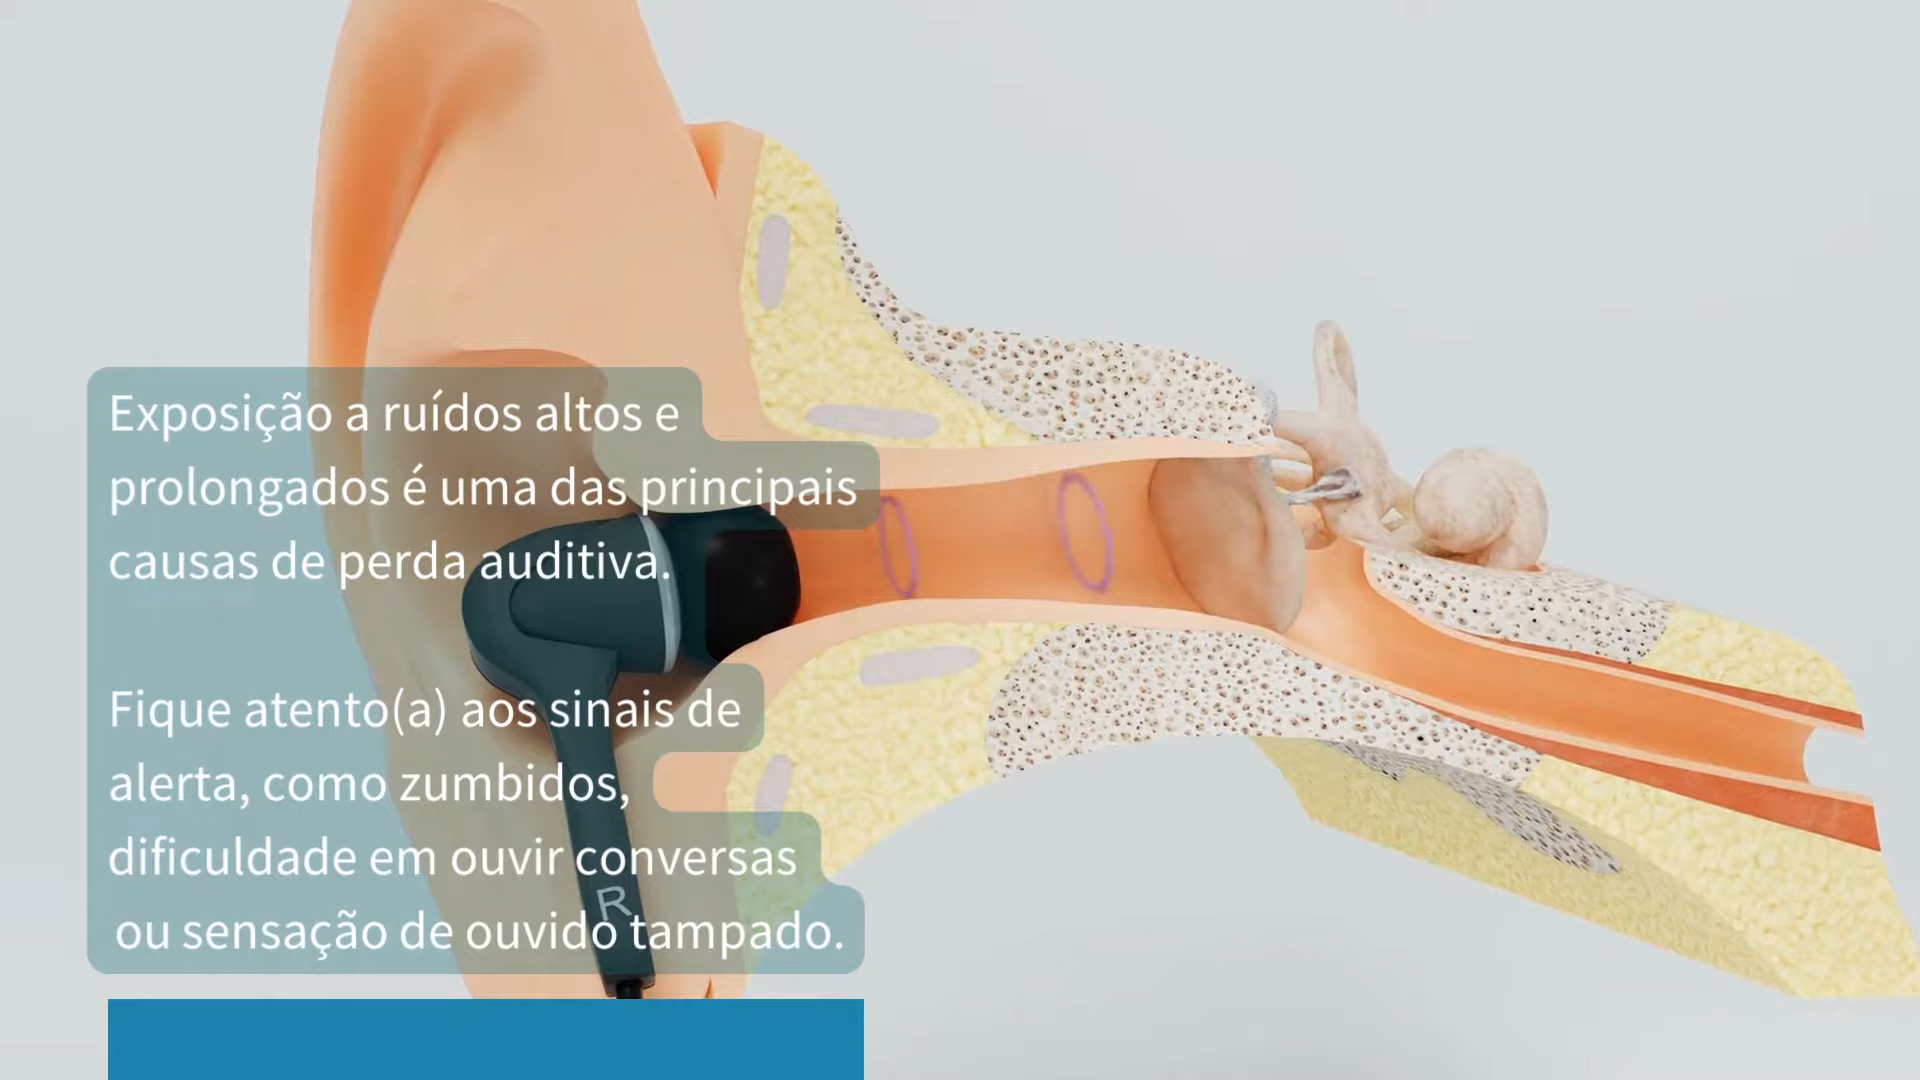 Exposição a ruídos altos e
prolongados é uma das principais
causas de perda auditiva.
Fique atento(a) aos sinais de
alerta, como zumbidos,
dificuldade em ouvir conversas
ou sensação de ouvido tampado.
R